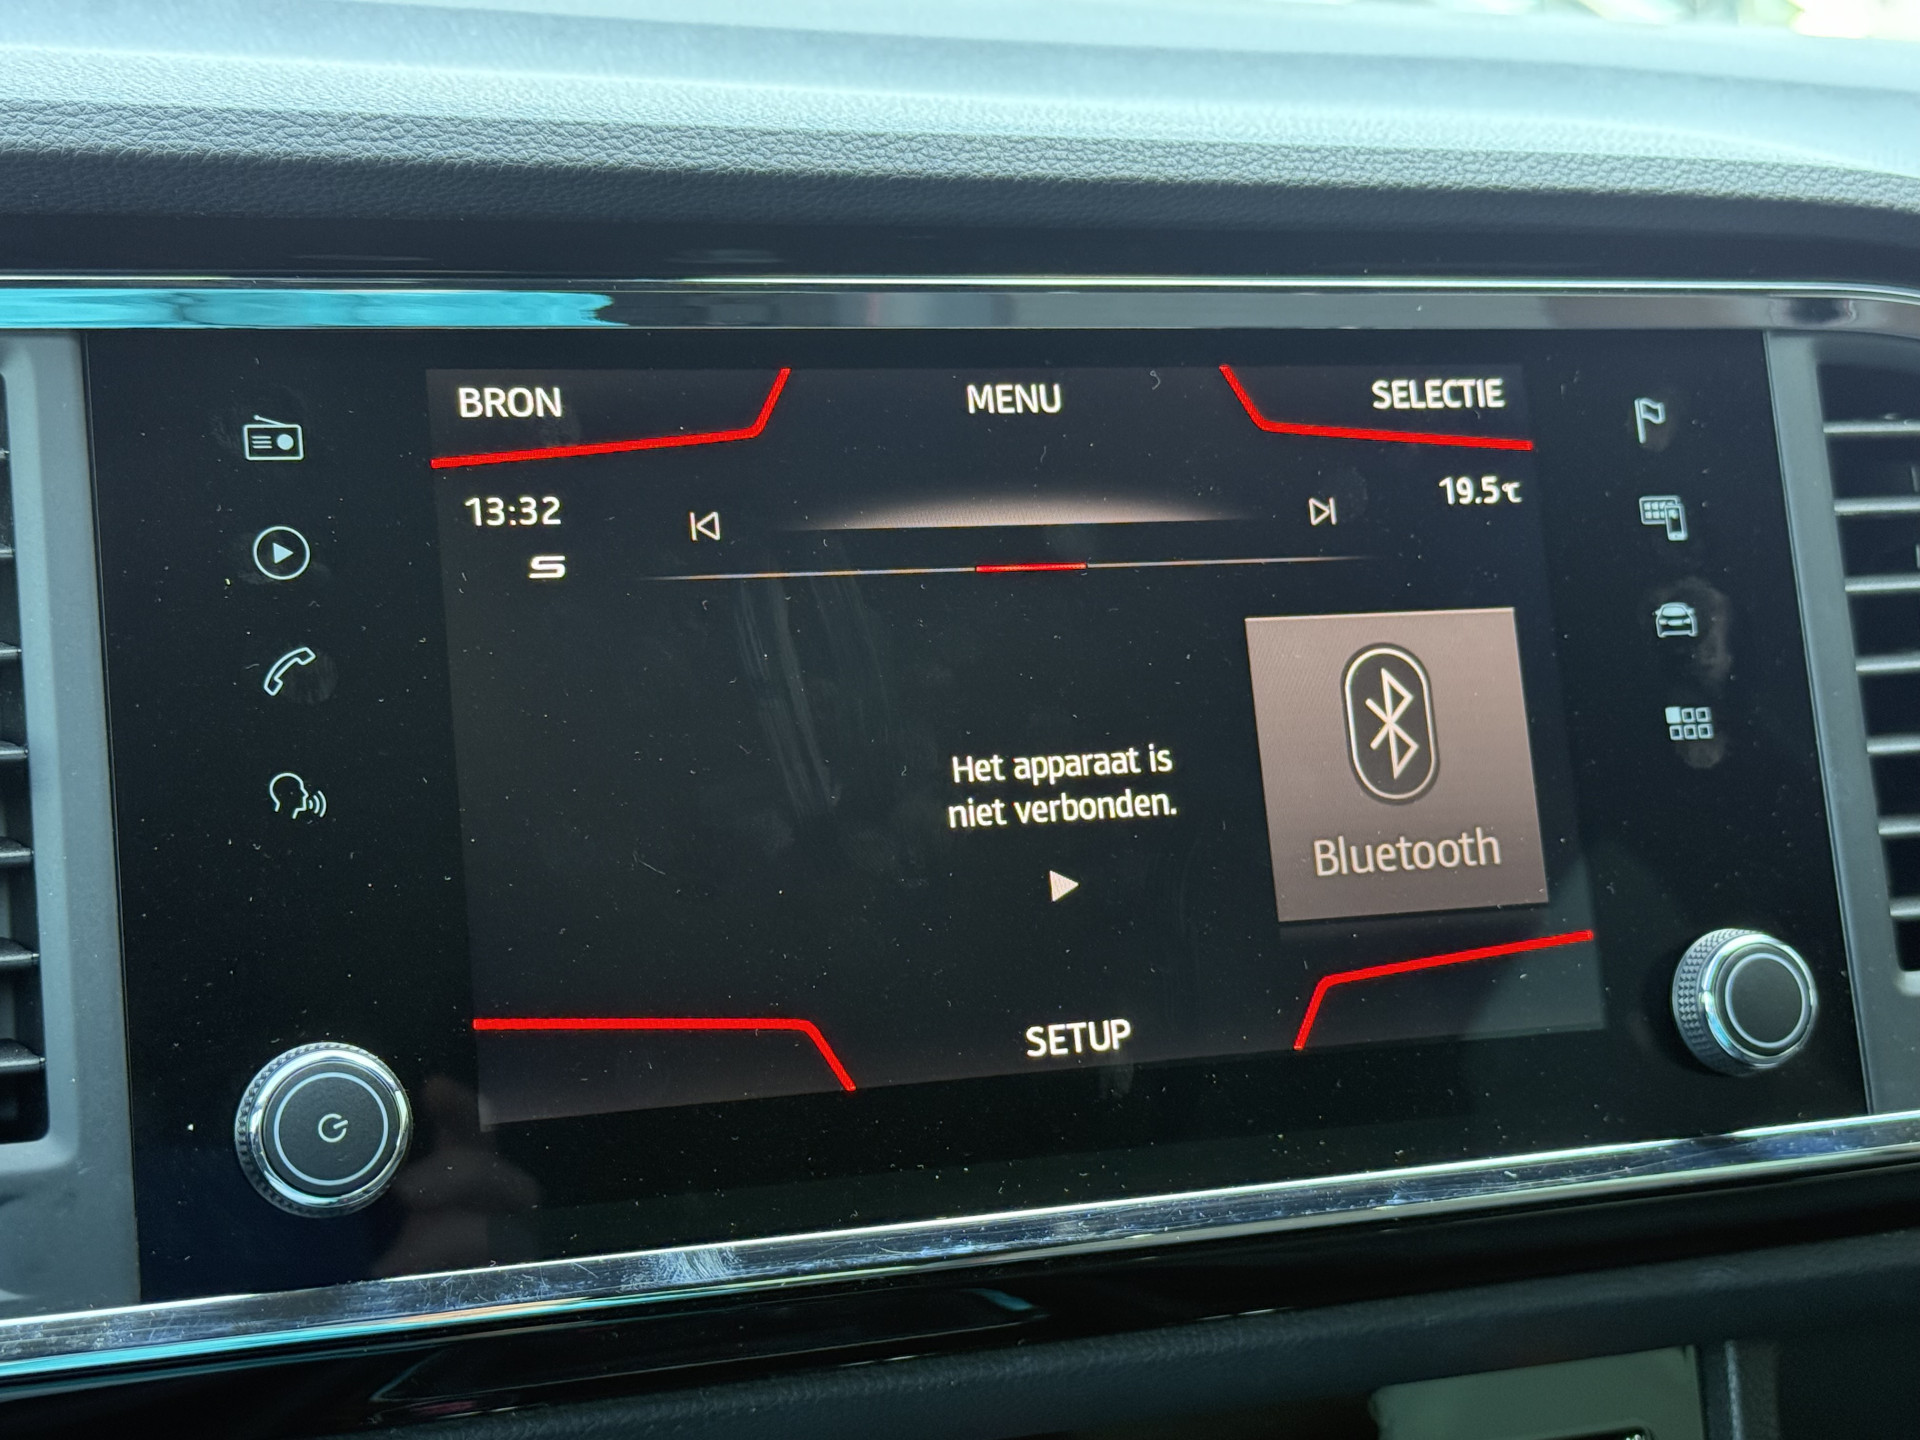 BRON
MENU
SELECTIE
13:32
19.5°C
Het apparaat is
niet verbonden.
Bluetooth
SETUP